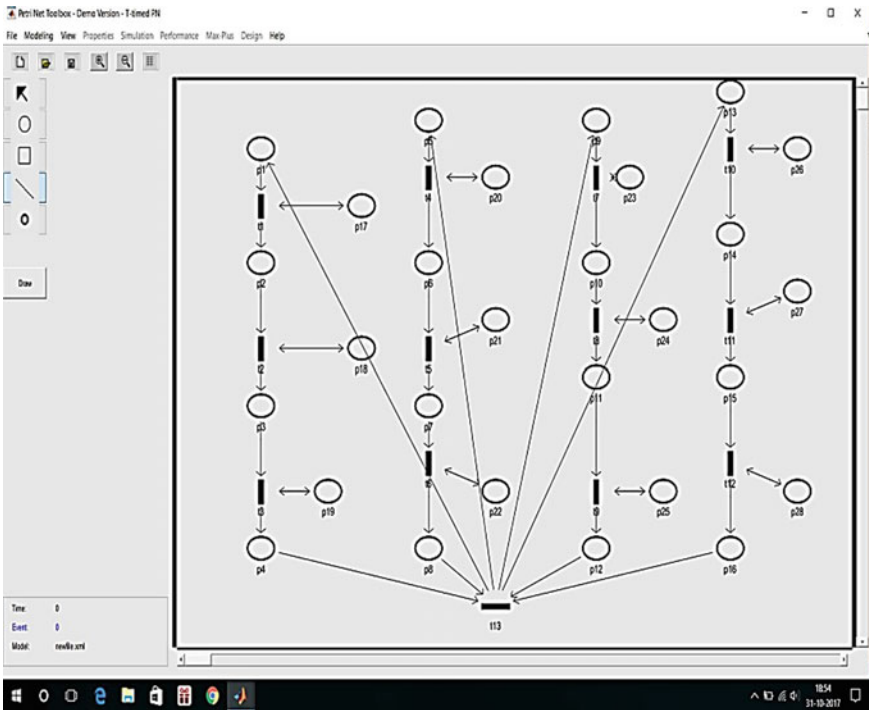 Petri Net Toolbox - Demo Version - T-timed PN
File Modeling View Properties Simulation Performance Max-Plus Design Help
p13
p1
p5
p9
t10
p26
t4
p20
t7
p23
t1
p17
p14
p2
p6
p10
p27
p21
t8
p24
t11
t2
p18
t5
p11
p15
p3
p7
Draw
t6
t12
t3
p19
p22
t9
p25
p28
p4
p8
p12
p16
t13
Time: 0
Event: 0
Model: newfile.xml
18:54
31-10-2017